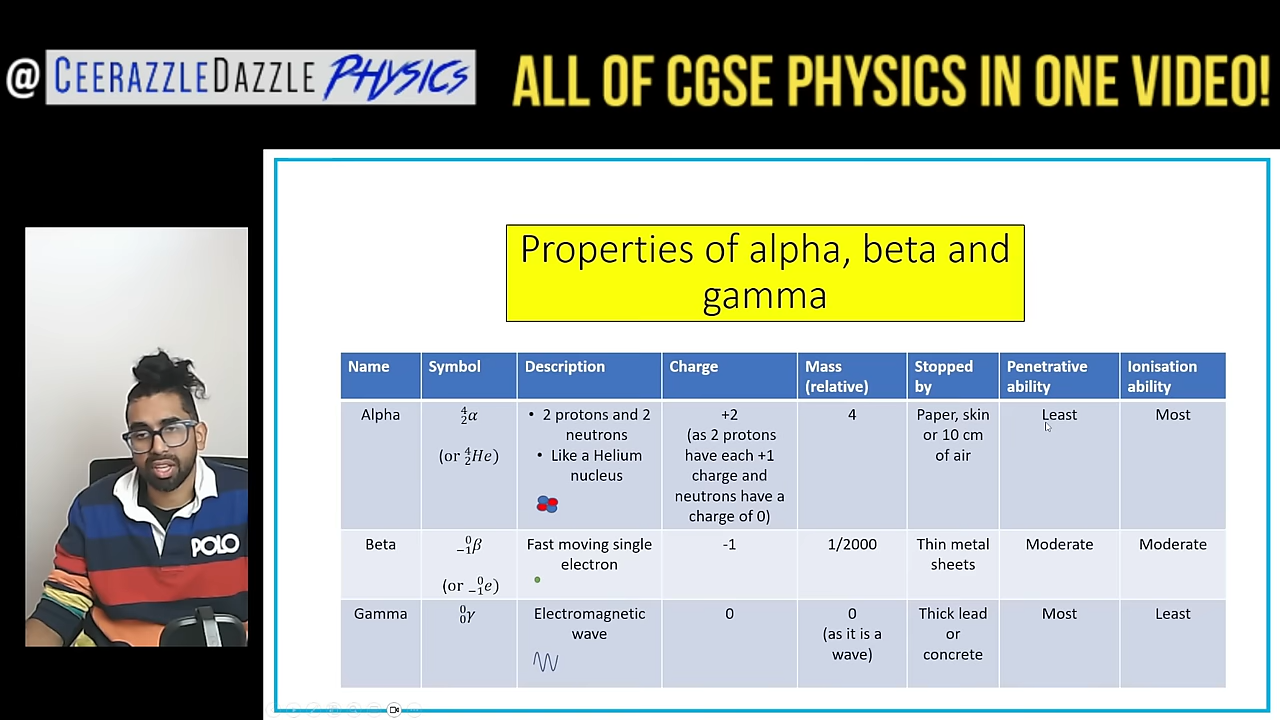 @ CEERAZZLEDAZZLE PHYSICS
ALL OF CGSE PHYSICS IN ONE VIDEO!
Properties of alpha, beta and
gamma
Name Symbol Description Charge Mass (relative) Stopped by Penetrative ability Ionisation ability
Alpha
⁴₂α
(or ⁴₂He)
• 2 protons and 2
neutrons
• Like a Helium
nucleus
+2
(as 2 protons
have each +1
charge and
neutrons have a
charge of 0)
4
Paper, skin
or 10 cm
of air
Least
Most
Beta
⁰₋₁β
(or ⁰₋₁e)
Fast moving single
electron
-1
1/2000
Thin metal
sheets
Moderate
Moderate
Gamma
⁰₀γ
Electromagnetic
wave
0
0
(as it is a
wave)
Thick lead
or
concrete
Most
Least
POLO